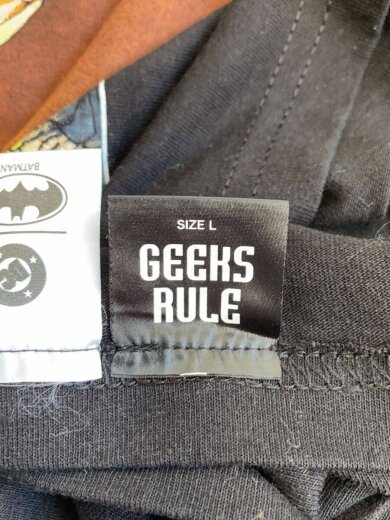 BATMAN
SIZE L
GEEKS
RULE